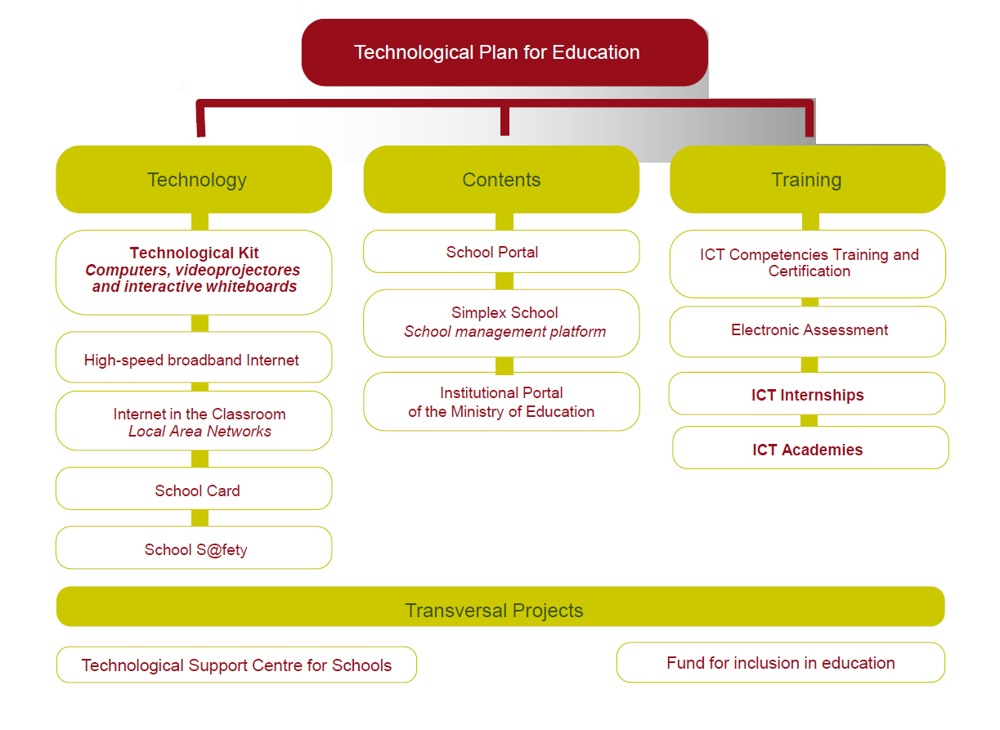 Technological Plan for Education
Technology
Technological Kit
Computers, videoprojectores
and interactive whiteboards
High-speed broadband Internet
Internet in the Classroom
Local Area Networks
School Card
School S@fety
Contents
School Portal
Simplex School
School management platform
Institutional Portal
of the Ministry of Education
Training
ICT Competencies Training and
Certification
Electronic Assessment
ICT Internships
ICT Academies
Transversal Projects
Technological Support Centre for Schools
Fund for inclusion in education